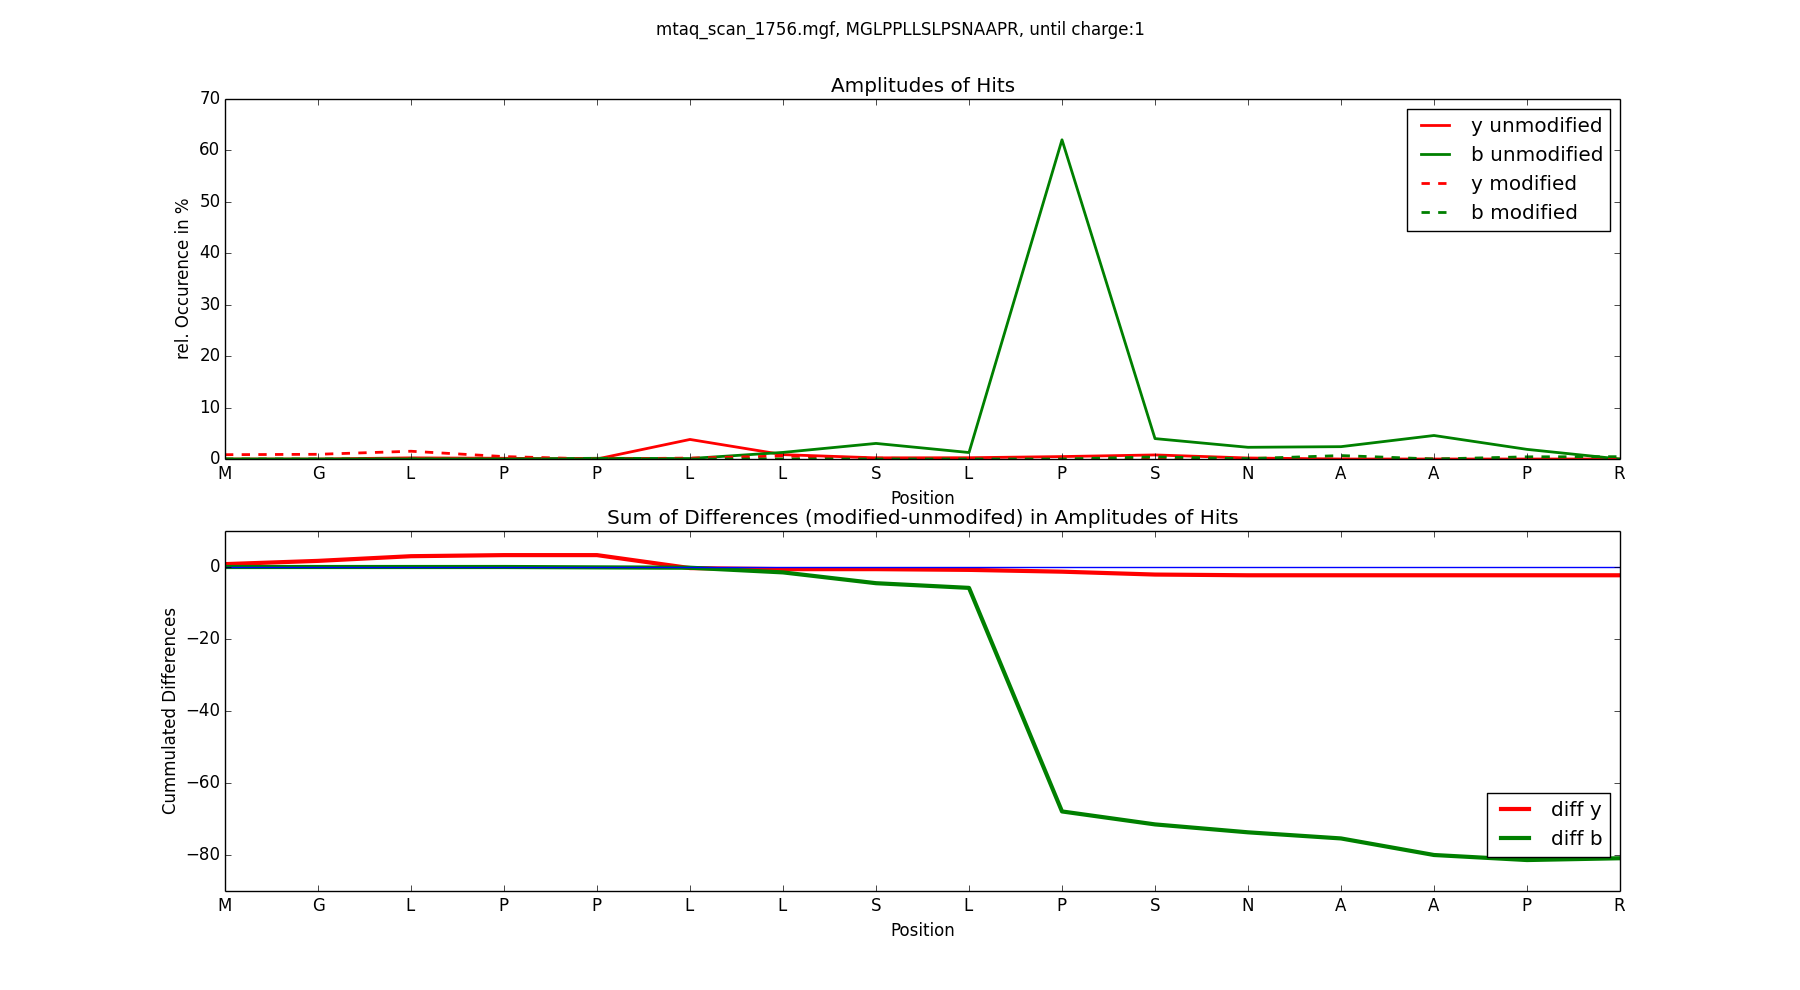 mtaq_scan_1756.mgf, MGLPPLLSLPSNAAPR, until charge:1
Amplitudes of Hits
70
60
50
40
30
20
10
0
rel. Occurence in %
y unmodified
b unmodified
y modified
b modified
M G L P P L L S L P S N A A P R
Position
Sum of Differences (modified-unmodifed) in Amplitudes of Hits
0
−20
−40
−60
−80
Cummulated Differences
diff y
diff b
M G L P P L L S L P S N A A P R
Position